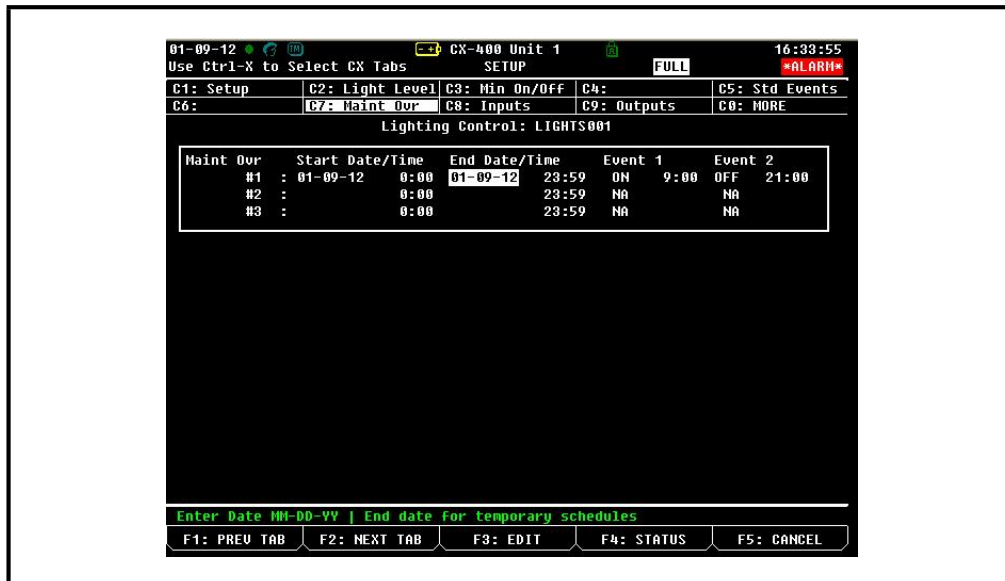 01-09-12 CX-400 Unit 1 16:33:55
Use Ctrl-X to Select CX Tabs SETUP FULL *ALARM*
C1: Setup C2: Light Level C3: Min On/Off C4: C5: Std Events
C6: C7: Maint Ovr C8: Inputs C9: Outputs C0: MORE
Lighting Control: LIGHTS001
Maint Ovr Start Date/Time End Date/Time Event 1 Event 2
#1 : 01-09-12 0:00 01-09-12 23:59 ON 9:00 OFF 21:00
#2 : 0:00 23:59 NA NA
#3 : 0:00 23:59 NA NA
Enter Date MM-DD-YY | End date for temporary schedules
F1: PREV TAB F2: NEXT TAB F3: EDIT F4: STATUS F5: CANCEL